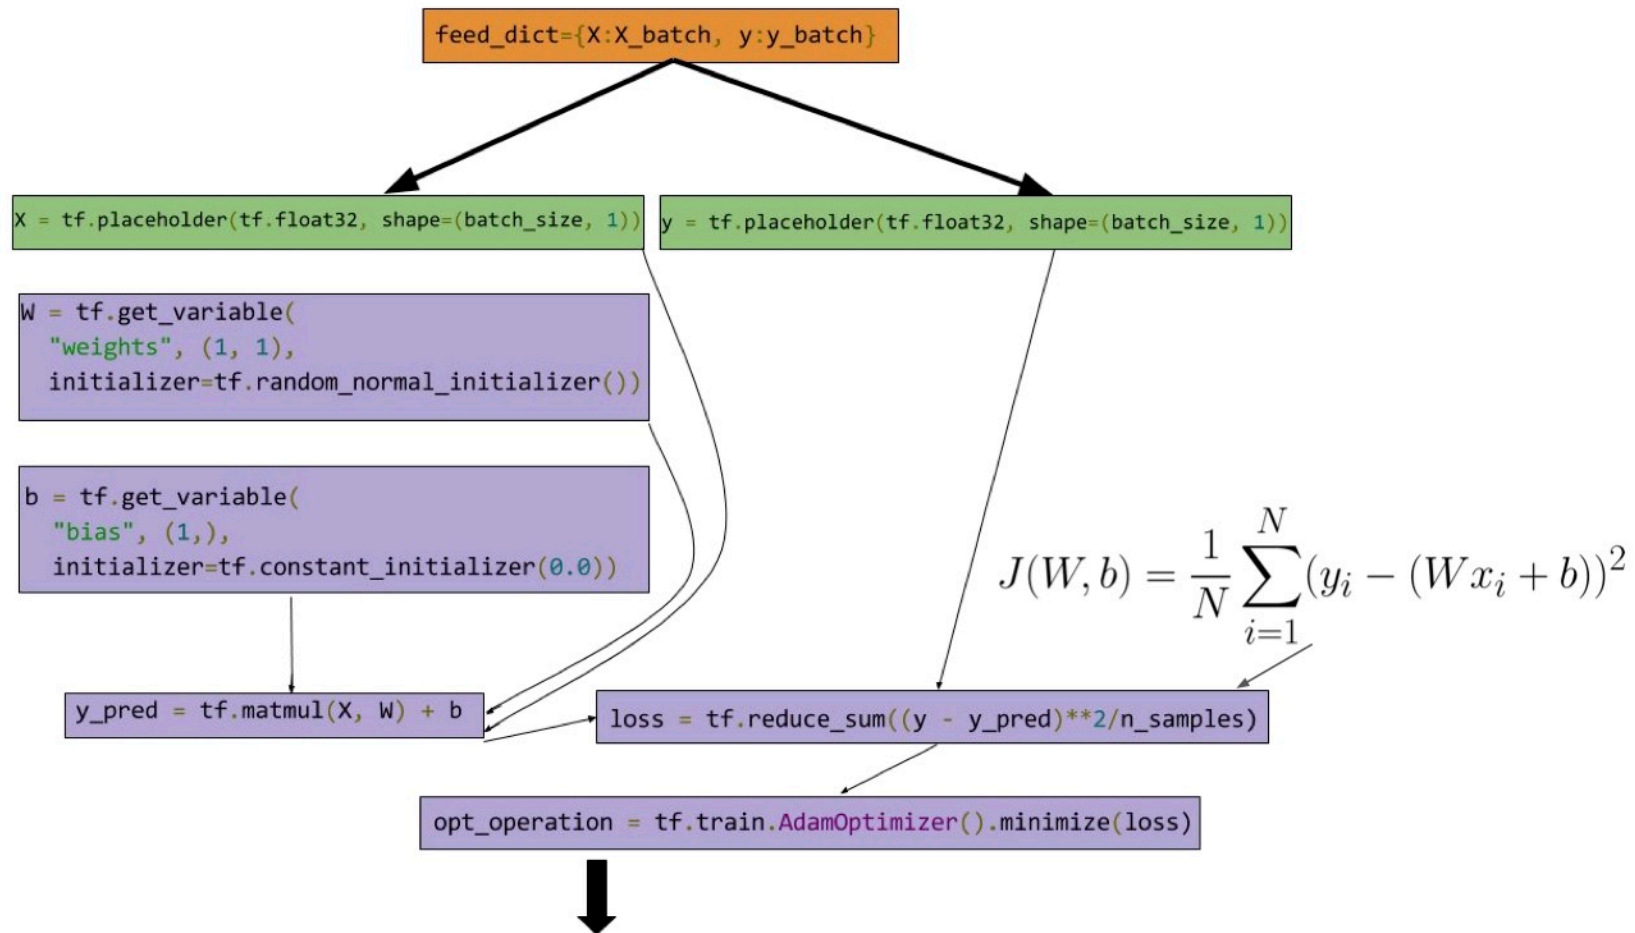 feed_dict={X:X_batch, y:y_batch}
X = tf.placeholder(tf.float32, shape=(batch_size, 1))
y = tf.placeholder(tf.float32, shape=(batch_size, 1))
W = tf.get_variable(
"weights", (1, 1),
initializer=tf.random_normal_initializer())
b = tf.get_variable(
"bias", (1,),
initializer=tf.constant_initializer(0.0))
J(W, b) = \frac{1}{N} \sum_{i=1}^{N} (y_i - (Wx_i + b))^2
y_pred = tf.matmul(X, W) + b
loss = tf.reduce_sum((y - y_pred)**2/n_samples)
opt_operation = tf.train.AdamOptimizer().minimize(loss)